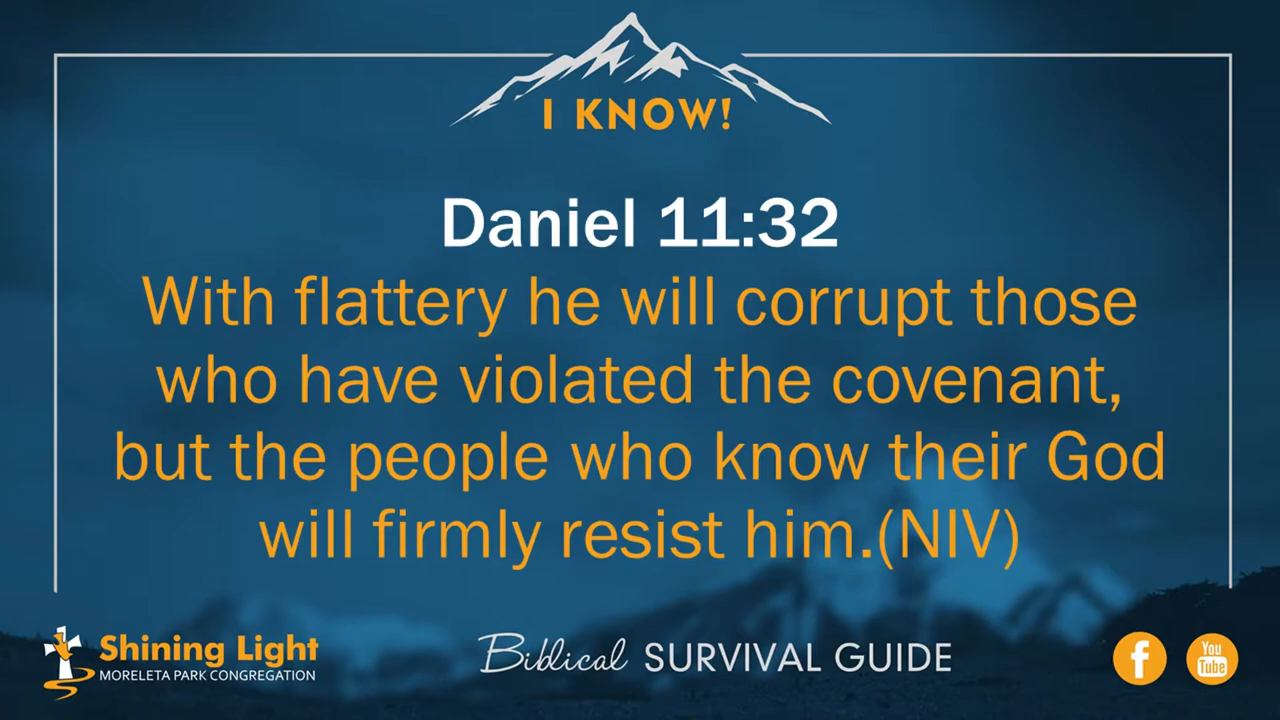 I KNOW!
Daniel 11:32
With flattery he will corrupt those
who have violated the covenant,
but the people who know their God
will firmly resist him.(NIV)
Shining Light
MORELETA PARK CONGREGATION
Biblical SURVIVAL GUIDE
f
You
Tube